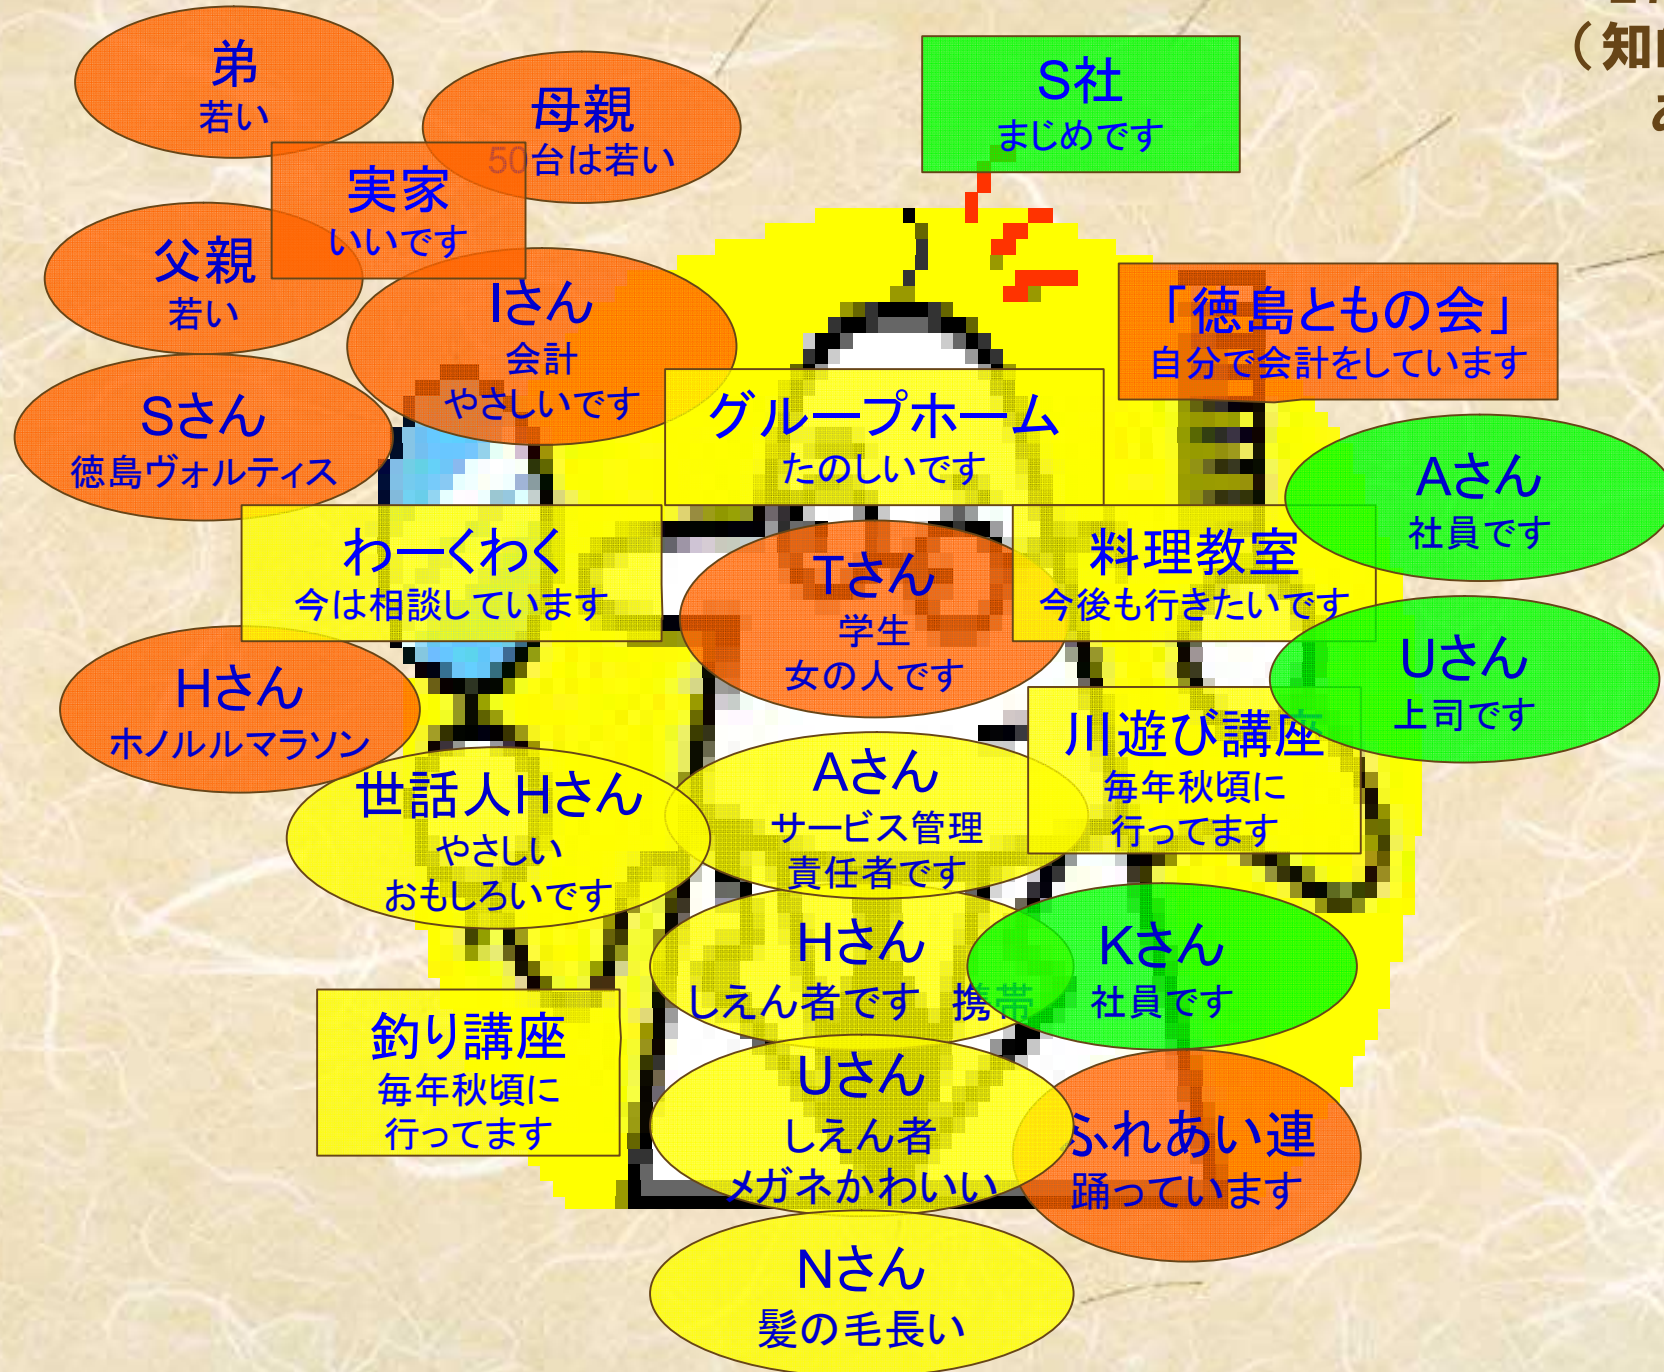 （知
弟
若い
母親
50台は若い
S社
まじめです
実家
いいです
父親
若い
Iさん
会計
やさしいです
「徳島ともの会」
自分で会計をしています
Sさん
徳島ヴォルティス
グループホーム
たのしいです
Aさん
社員です
わーくわく
今は相談しています
Tさん
学生
女の人です
料理教室
今後も行きたいです
Hさん
ホノルルマラソン
Uさん
上司です
川遊び講座
毎年秋頃に
行ってます
世話人Hさん
やさしい
おもしろいです
Aさん
サービス管理
責任者です
Hさん
しえん者です 携帯
Kさん
社員です
釣り講座
毎年秋頃に
行ってます
Uさん
しえん者
メガネかわいい
ふれあい連
踊っています
Nさん
髪の毛長い